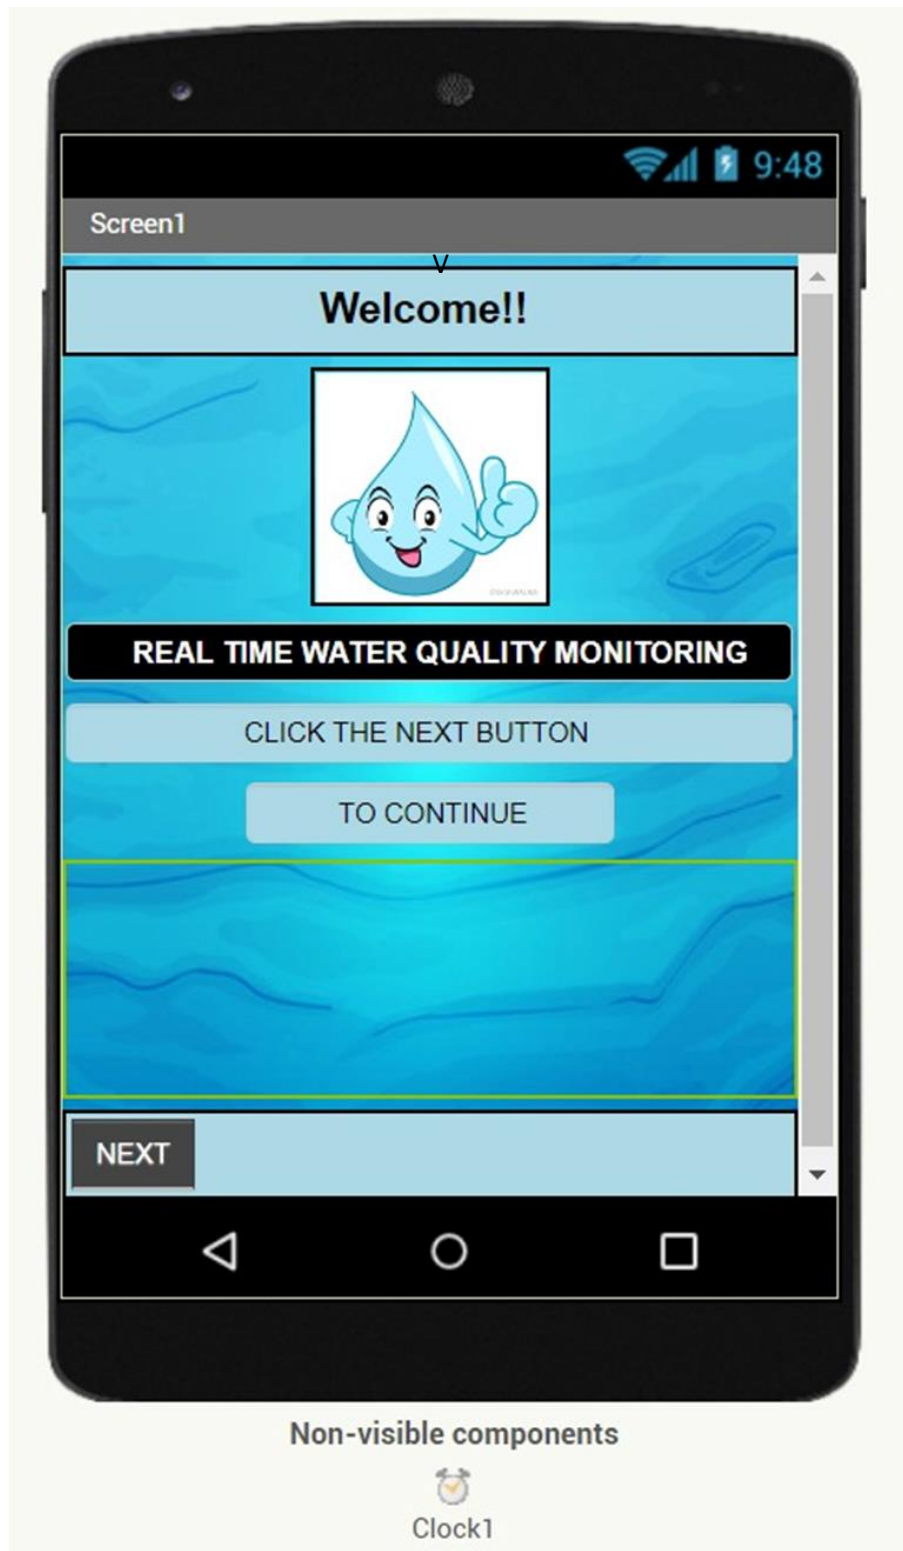 9:48
Screen1
V
Welcome!!
REAL TIME WATER QUALITY MONITORING
CLICK THE NEXT BUTTON
TO CONTINUE
NEXT
Non-visible components
Clock1